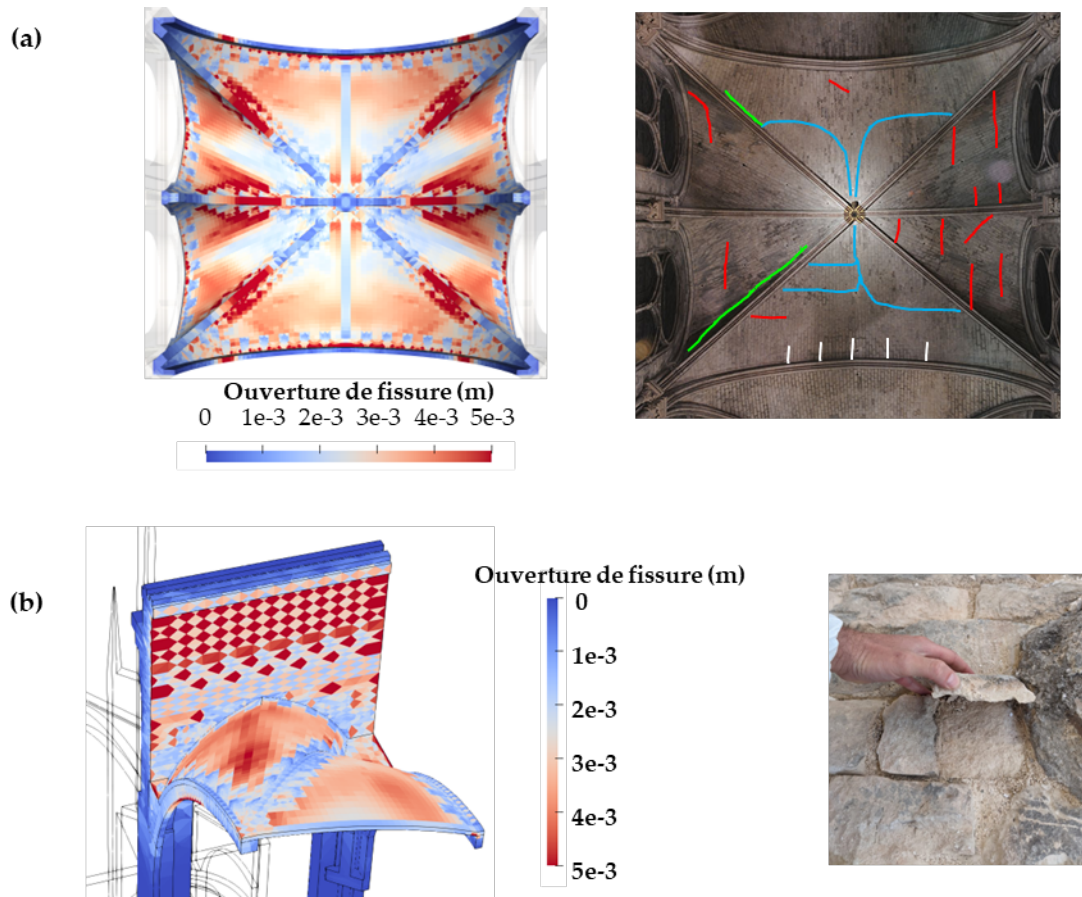 (a)
Ouverture de fissure (m)
0 1e-3 2e-3 3e-3 4e-3 5e-3
(b)
Ouverture de fissure (m)
0
1e-3
2e-3
3e-3
4e-3
5e-3